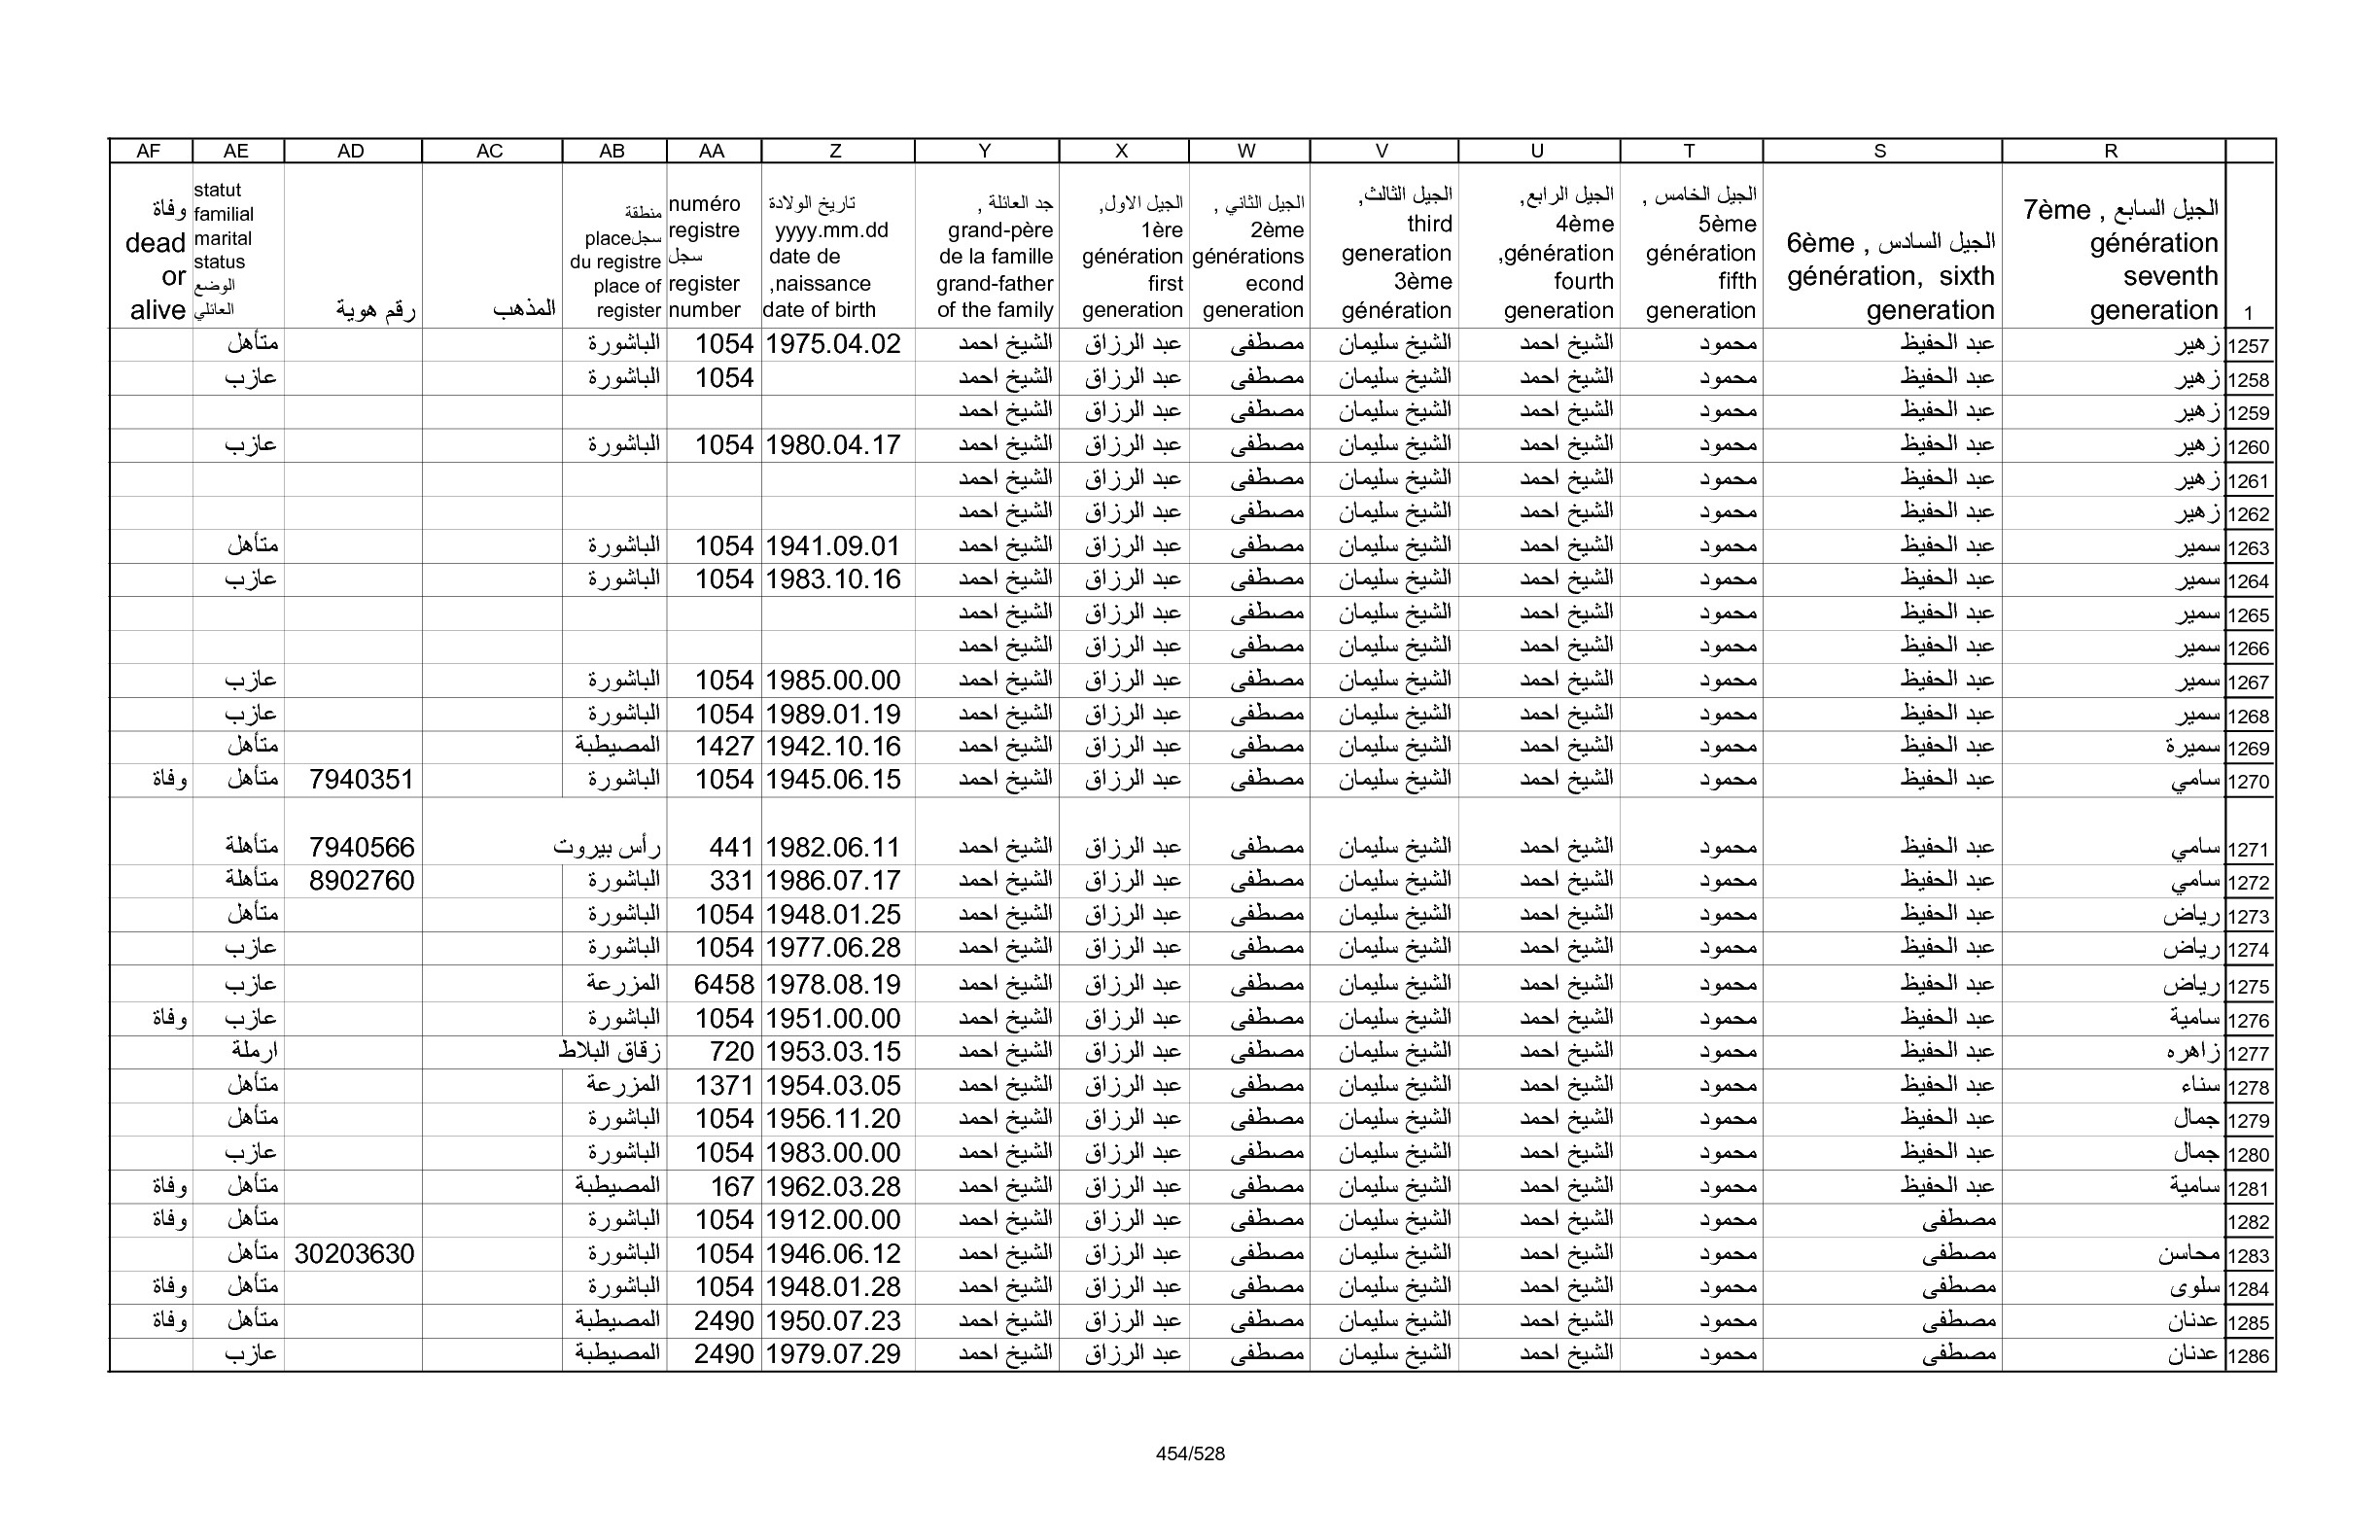 R S T U V W X Y Z AA AB AC AD AE AF
1
الجيل السابع , 7ème
génération
seventh
generation
الجيل السادس , 6ème
génération, sixth
generation
الجيل الخامس ,
5ème
génération
fifth
generation
الجيل الرابع,
4ème
génération,
fourth
generation
الجيل الثالث,
third
generation
3ème
génération
الجيل الثاني ,
2ème
générations
econd
generation
الجيل الاول,
1ère
génération
first
generation
جد العائلة ,
grand-père
de la famille
grand-father
of the family
تاريخ الولادة
yyyy.mm.dd
date de
naissance,
date of birth
numéro
registre
سجل
register
number
منطقة
سجلplace
du registre
place of
register
المذهب
رقم هوية
statut
familial
marital
status
الوضع
العائلي
وفاة
dead
or
alive
1257 زهير عبد الحفيظ محمود الشيخ احمد الشيخ سليمان مصطفى عبد الرزاق الشيخ احمد 1975.04.02 1054 الباشورة متأهل
1258 زهير عبد الحفيظ محمود الشيخ احمد الشيخ سليمان مصطفى عبد الرزاق الشيخ احمد 1054 الباشورة عازب
1259 زهير عبد الحفيظ محمود الشيخ احمد الشيخ سليمان مصطفى عبد الرزاق الشيخ احمد
1260 زهير عبد الحفيظ محمود الشيخ احمد الشيخ سليمان مصطفى عبد الرزاق الشيخ احمد 1980.04.17 1054 الباشورة عازب
1261 زهير عبد الحفيظ محمود الشيخ احمد الشيخ سليمان مصطفى عبد الرزاق الشيخ احمد
1262 زهير عبد الحفيظ محمود الشيخ احمد الشيخ سليمان مصطفى عبد الرزاق الشيخ احمد
1263 سمير عبد الحفيظ محمود الشيخ احمد الشيخ سليمان مصطفى عبد الرزاق الشيخ احمد 1941.09.01 1054 الباشورة متأهل
1264 سمير عبد الحفيظ محمود الشيخ احمد الشيخ سليمان مصطفى عبد الرزاق الشيخ احمد 1983.10.16 1054 الباشورة عازب
1265 سمير عبد الحفيظ محمود الشيخ احمد الشيخ سليمان مصطفى عبد الرزاق الشيخ احمد
1266 سمير عبد الحفيظ محمود الشيخ احمد الشيخ سليمان مصطفى عبد الرزاق الشيخ احمد
1267 سمير عبد الحفيظ محمود الشيخ احمد الشيخ سليمان مصطفى عبد الرزاق الشيخ احمد 1985.00.00 1054 الباشورة عازب
1268 سمير عبد الحفيظ محمود الشيخ احمد الشيخ سليمان مصطفى عبد الرزاق الشيخ احمد 1989.01.19 1054 الباشورة عازب
1269 سميرة عبد الحفيظ محمود الشيخ احمد الشيخ سليمان مصطفى عبد الرزاق الشيخ احمد 1942.10.16 1427 المصيطبة متأهل
1270 سامي عبد الحفيظ محمود الشيخ احمد الشيخ سليمان مصطفى عبد الرزاق الشيخ احمد 1945.06.15 1054 الباشورة 7940351 متأهل وفاة
1271 سامي عبد الحفيظ محمود الشيخ احمد الشيخ سليمان مصطفى عبد الرزاق الشيخ احمد 1982.06.11 441 رأس بيروت 7940566 متأهلة
1272 سامي عبد الحفيظ محمود الشيخ احمد الشيخ سليمان مصطفى عبد الرزاق الشيخ احمد 1986.07.17 331 الباشورة 8902760 متأهلة
1273 رياض عبد الحفيظ محمود الشيخ احمد الشيخ سليمان مصطفى عبد الرزاق الشيخ احمد 1948.01.25 1054 الباشورة متأهل
1274 رياض عبد الحفيظ محمود الشيخ احمد الشيخ سليمان مصطفى عبد الرزاق الشيخ احمد 1977.06.28 1054 الباشورة عازب
1275 رياض عبد الحفيظ محمود الشيخ احمد الشيخ سليمان مصطفى عبد الرزاق الشيخ احمد 1978.08.19 6458 المزرعة عازب
1276 سامية عبد الحفيظ محمود الشيخ احمد الشيخ سليمان مصطفى عبد الرزاق الشيخ احمد 1951.00.00 1054 الباشورة عازب وفاة
1277 زاهره عبد الحفيظ محمود الشيخ احمد الشيخ سليمان مصطفى عبد الرزاق الشيخ احمد 1953.03.15 720 زقاق البلاط ارملة
1278 سناء عبد الحفيظ محمود الشيخ احمد الشيخ سليمان مصطفى عبد الرزاق الشيخ احمد 1954.03.05 1371 المزرعة متأهل
1279 جمال عبد الحفيظ محمود الشيخ احمد الشيخ سليمان مصطفى عبد الرزاق الشيخ احمد 1956.11.20 1054 الباشورة متأهل
1280 جمال عبد الحفيظ محمود الشيخ احمد الشيخ سليمان مصطفى عبد الرزاق الشيخ احمد 1983.00.00 1054 الباشورة عازب
1281 سامية عبد الحفيظ محمود الشيخ احمد الشيخ سليمان مصطفى عبد الرزاق الشيخ احمد 1962.03.28 167 المصيطبة متأهل وفاة
1282 مصطفى محمود الشيخ احمد الشيخ سليمان مصطفى عبد الرزاق الشيخ احمد 1912.00.00 1054 الباشورة متأهل وفاة
1283 محاسن مصطفى محمود الشيخ احمد الشيخ سليمان مصطفى عبد الرزاق الشيخ احمد 1946.06.12 1054 الباشورة 30203630 متأهل
1284 سلوى مصطفى محمود الشيخ احمد الشيخ سليمان مصطفى عبد الرزاق الشيخ احمد 1948.01.28 1054 الباشورة متأهل وفاة
1285 عدنان مصطفى محمود الشيخ احمد الشيخ سليمان مصطفى عبد الرزاق الشيخ احمد 1950.07.23 2490 المصيطبة متأهل وفاة
1286 عدنان مصطفى محمود الشيخ احمد الشيخ سليمان مصطفى عبد الرزاق الشيخ احمد 1979.07.29 2490 المصيطبة عازب
454/528